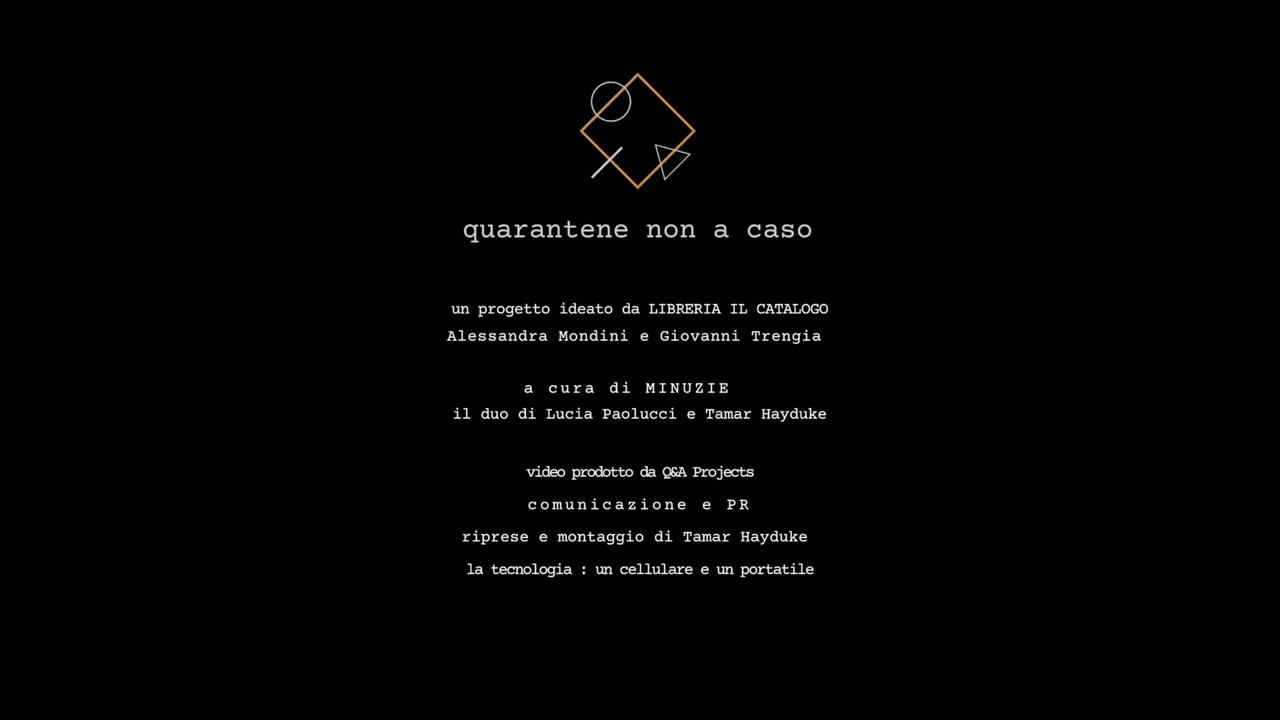 quarantene non a caso
un progetto ideato da LIBRERIA IL CATALOGO
Alessandra Mondini e Giovanni Trengia
a cura di MINUZIE
il duo di Lucia Paolucci e Tamar Hayduke
video prodotto da Q&A Projects
comunicazione e PR
riprese e montaggio di Tamar Hayduke
la tecnologia : un cellulare e un portatile